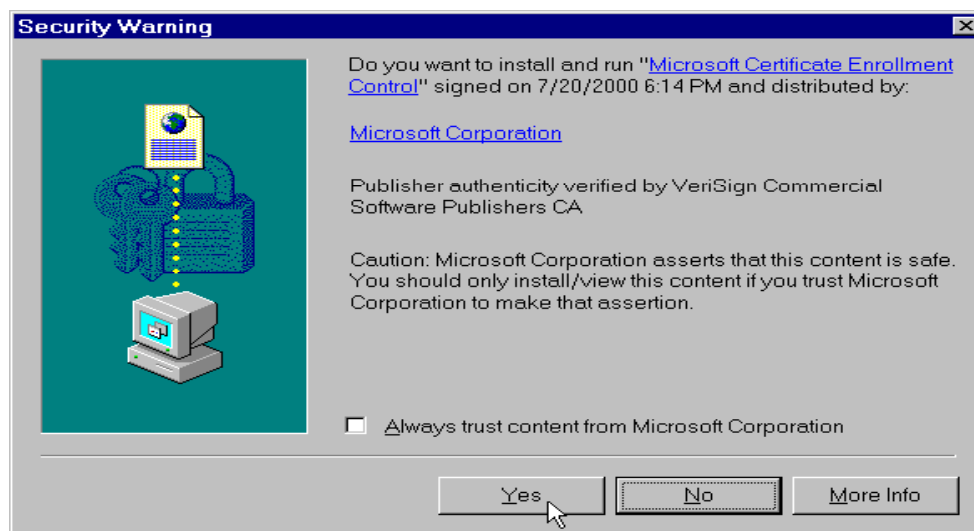 Security Warning
Do you want to install and run "Microsoft Certificate Enrollment
Control" signed on 7/20/2000 6:14 PM and distributed by:
Microsoft Corporation
Publisher authenticity verified by VeriSign Commercial
Software Publishers CA
Caution: Microsoft Corporation asserts that this content is safe.
You should only install/view this content if you trust Microsoft
Corporation to make that assertion.
Always trust content from Microsoft Corporation
Yes No More Info